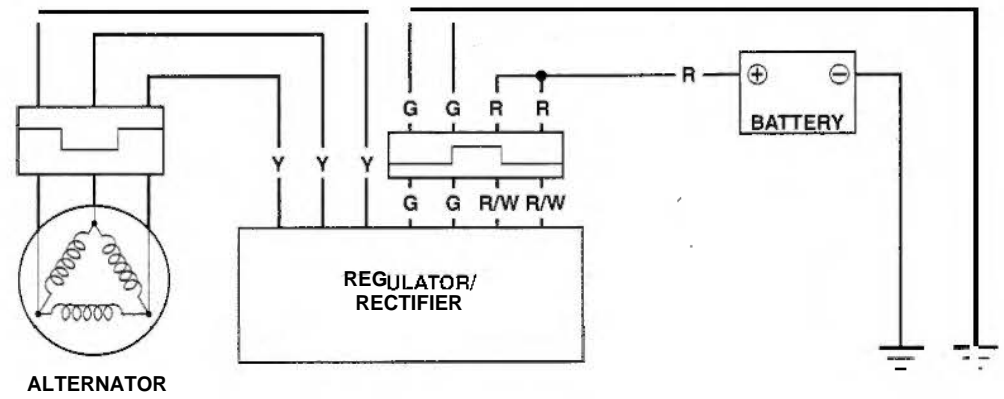 R
G G R R
BATTERY
Y Y Y
G G R/W R/W
REGULATOR/
RECTIFIER
ALTERNATOR